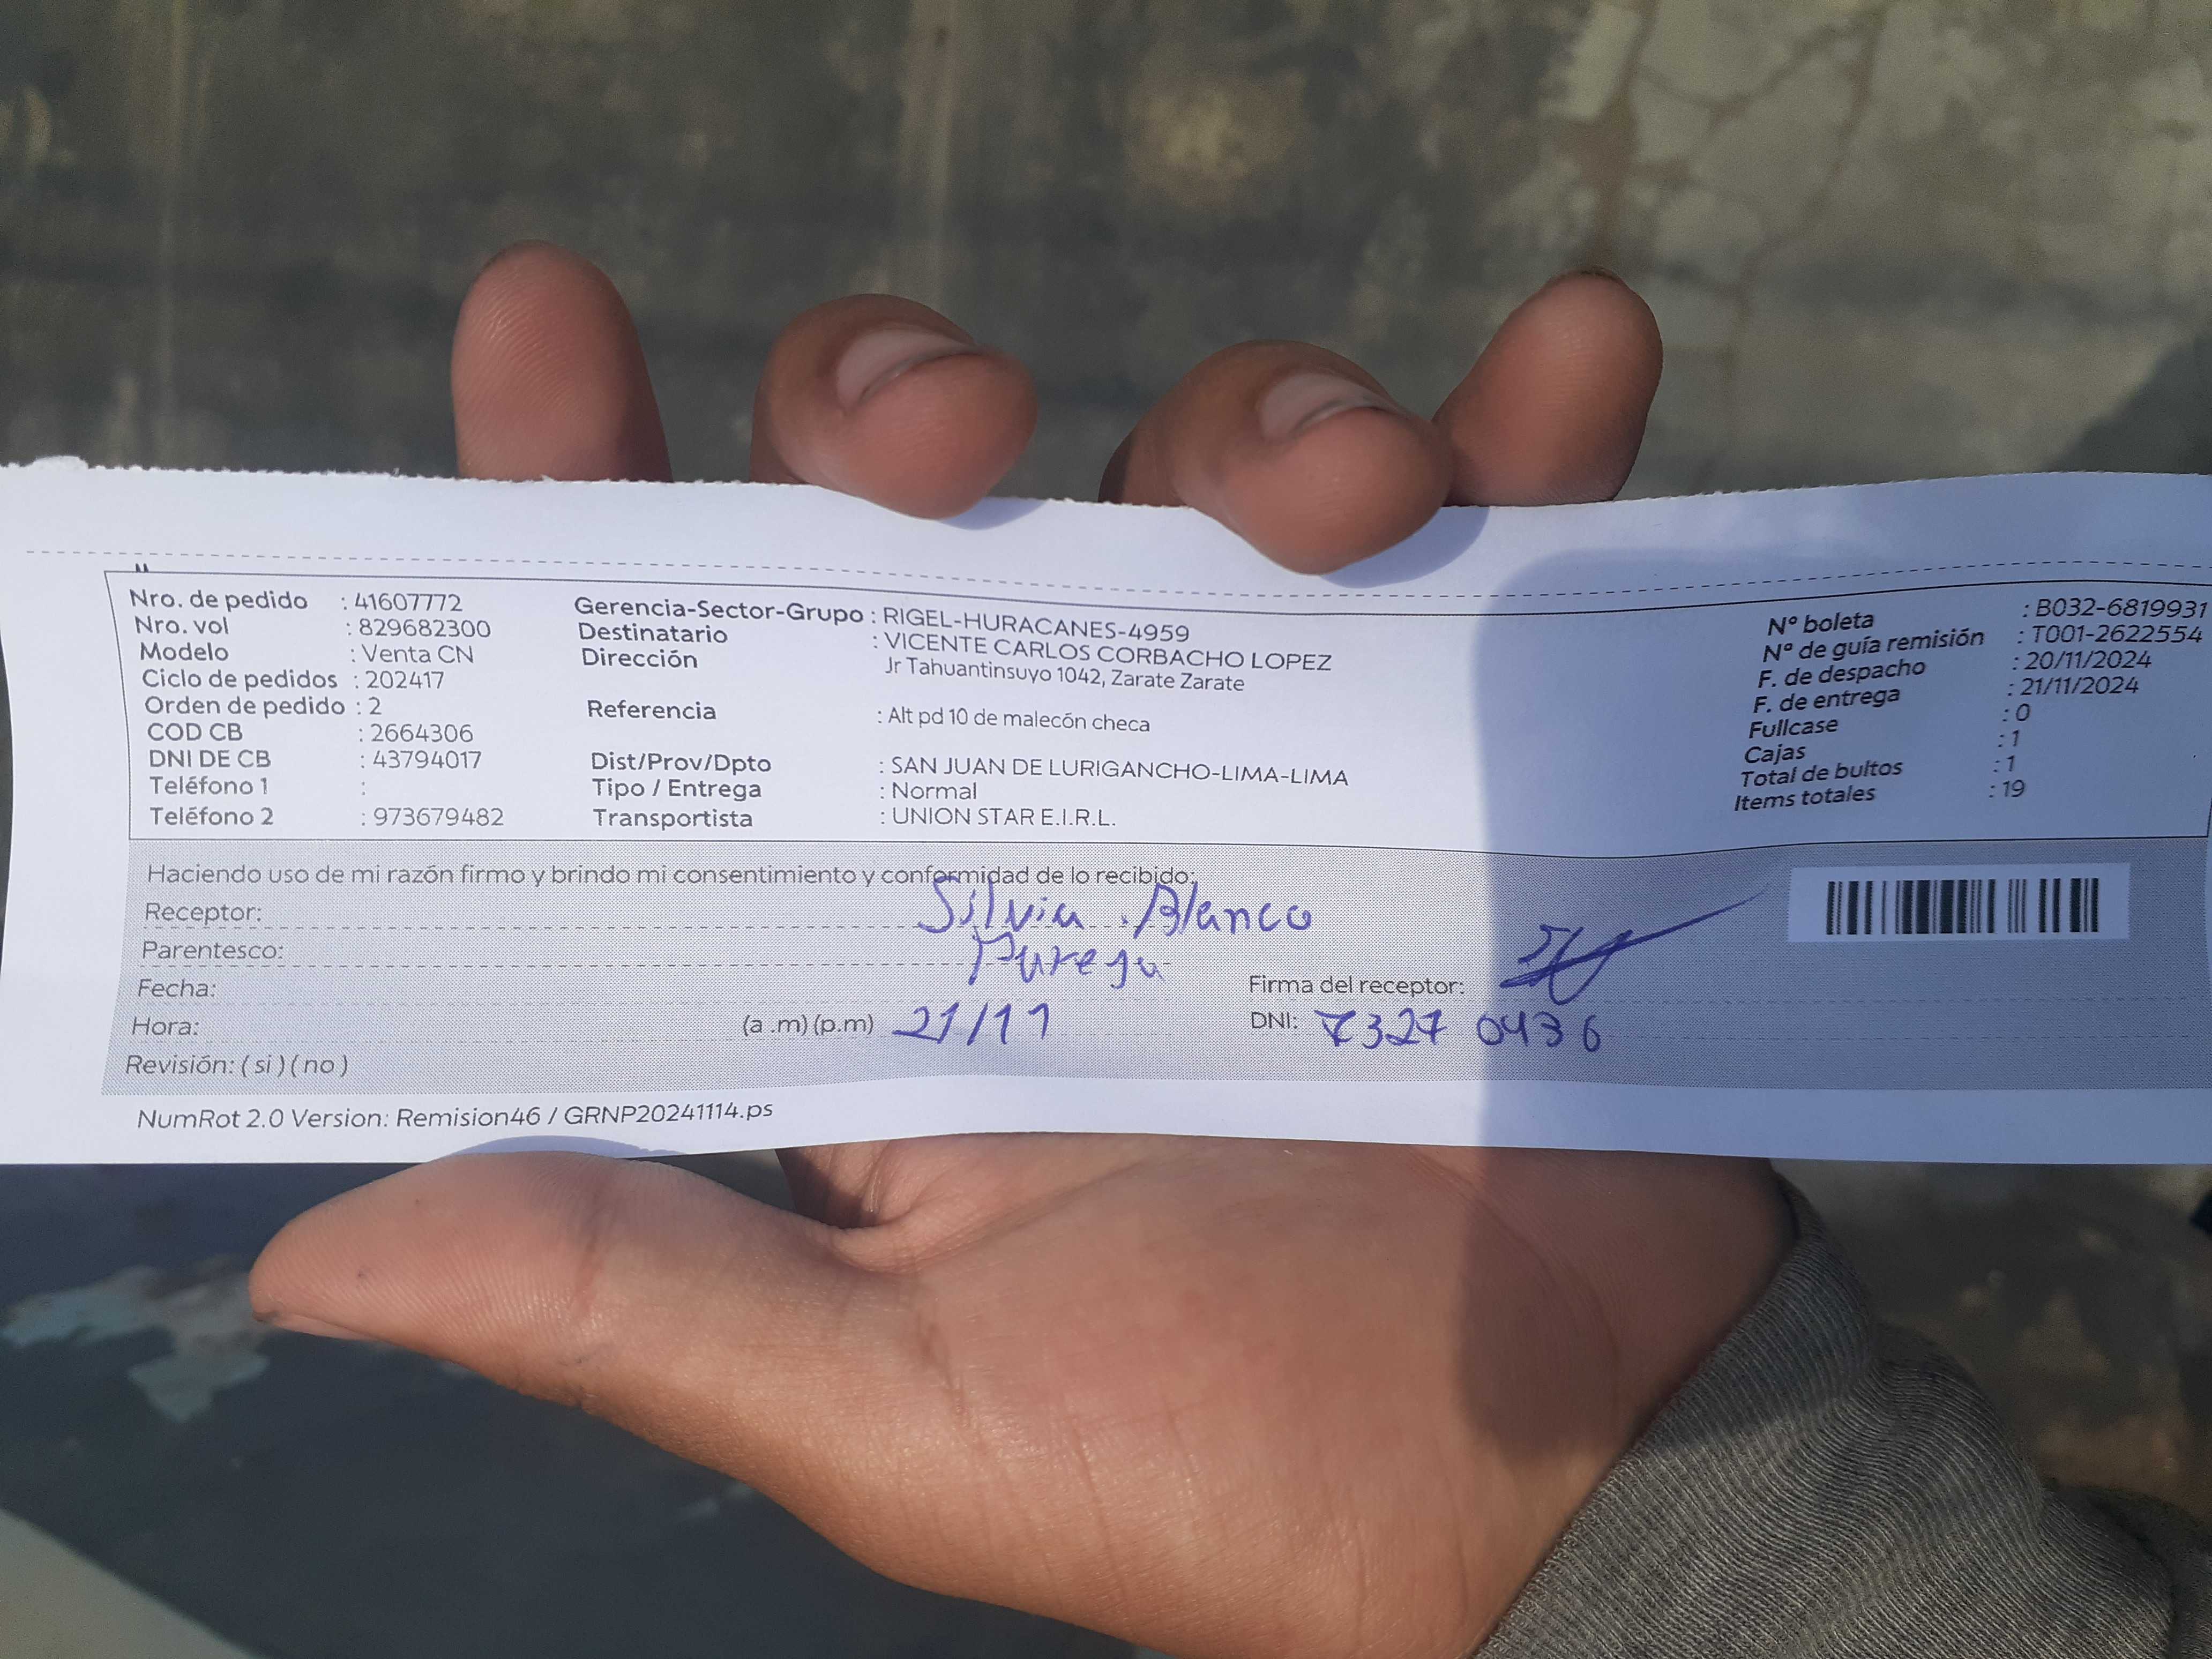 Nro. de pedido : 41607772
Nro. vol : 829682300
Modelo : Venta CN
Ciclo de pedidos : 202417
Orden de pedido : 2
COD CB : 2664306
DNI DE CB : 43794017
Teléfono 1 :
Teléfono 2 : 973679482
Gerencia-Sector-Grupo : RIGEL-HURACANES-4959
Destinatario : VICENTE CARLOS CORBACHO LOPEZ
Dirección Jr Tahuantinsuyo 1042, Zarate Zarate
Referencia : Alt pd 10 de malecón checa
Dist/Prov/Dpto : SAN JUAN DE LURIGANCHO-LIMA-LIMA
Tipo / Entrega : Normal
Transportista : UNION STAR E.I.R.L.
N° boleta : B032-6819931
N° de guía remisión : T001-2622554
F. de despacho : 20/11/2024
F. de entrega : 21/11/2024
Fullcase : 0
Cajas : 1
Total de bultos : 1
Items totales : 19
Haciendo uso de mi razón firmo y brindo mi consentimiento y conformidad de lo recibido:
Receptor: Silvia Blanco
Parentesco: Pareja
Fecha:
Firma del receptor:
Hora: (a .m) (p.m) 21/11
DNI: 73270436
Revisión: ( si ) ( no )
NumRot 2.0 Version: Remision46 / GRNP20241114.ps